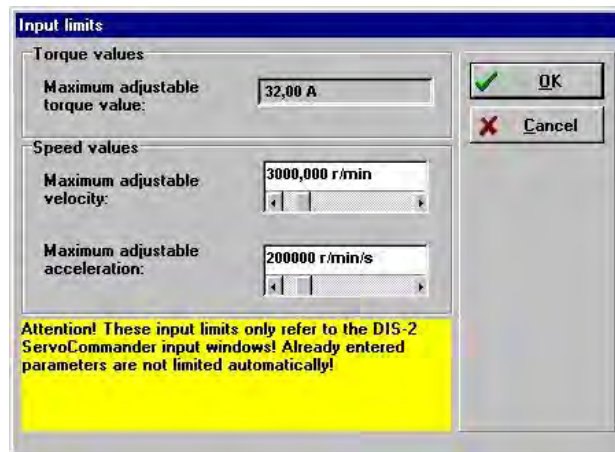 Input limits
Torque values
Maximum adjustable
torque value:
32,00 A
OK
Cancel
Speed values
Maximum adjustable
velocity:
3000,000 r/min
Maximum adjustable
acceleration:
200000 r/min/s
Attention! These input limits only refer to the DIS-2
ServoCommander input windows! Already entered
parameters are not limited automatically!